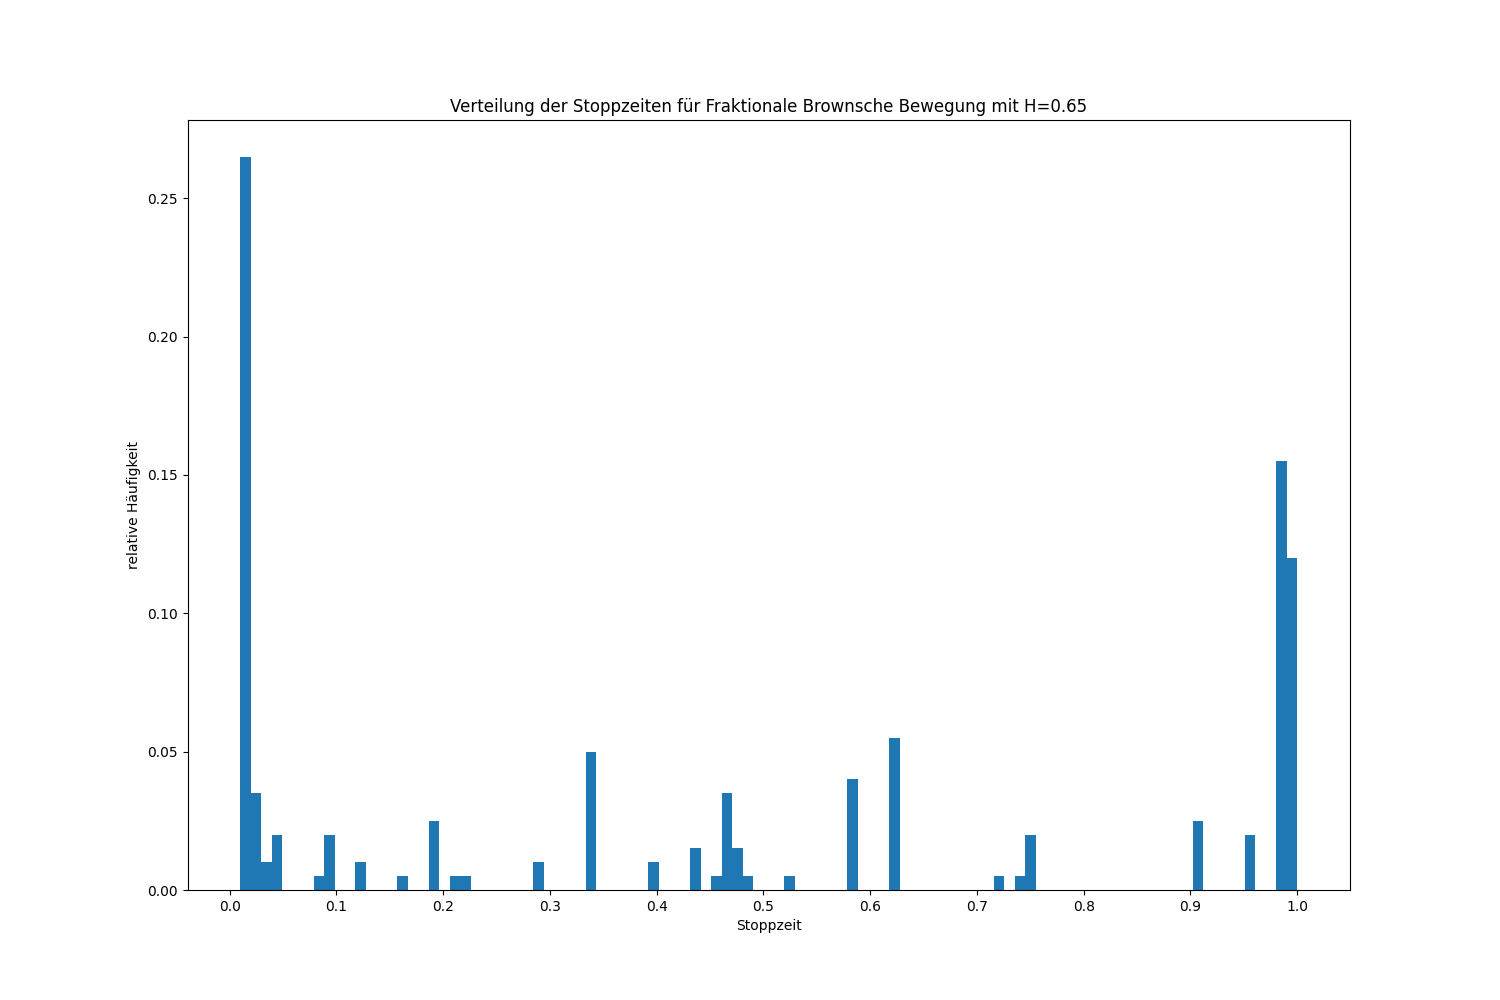 Verteilung der Stoppzeiten für Fraktionale Brownsche Bewegung mit H=0.65
relative Häufigkeit
0.25
0.20
0.15
0.10
0.05
0.00
0.0 0.1 0.2 0.3 0.4 0.5 0.6 0.7 0.8 0.9 1.0
Stoppzeit